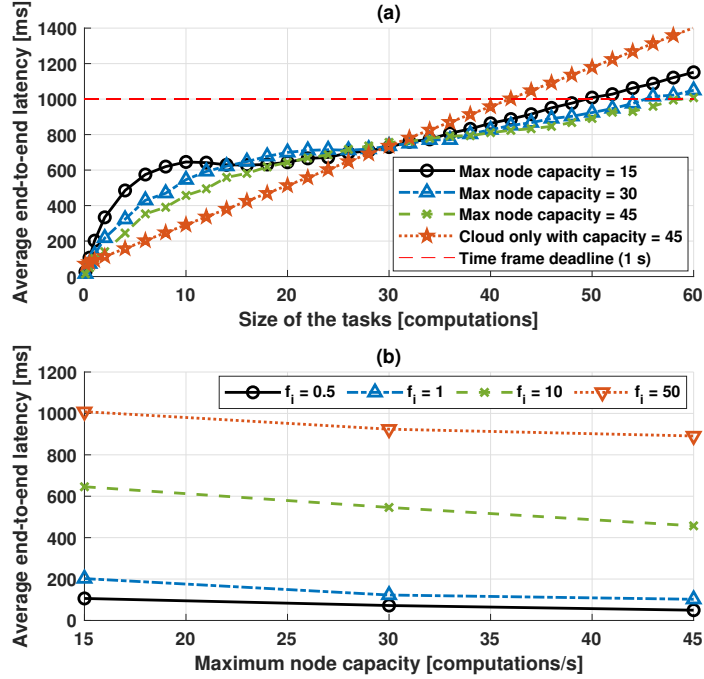 (a)
Average end-to-end latency [ms]
1400
1200
1000
800
600
400
200
0
Max node capacity = 15
Max node capacity = 30
Max node capacity = 45
Cloud only with capacity = 45
Time frame deadline (1 s)
0 10 20 30 40 50 60
Size of the tasks [computations]
(b)
Average end-to-end latency [ms]
1200
1000
800
600
400
200
0
f_i = 0.5 f_i = 1 f_i = 10 f_i = 50
15 20 25 30 35 40 45
Maximum node capacity [computations/s]